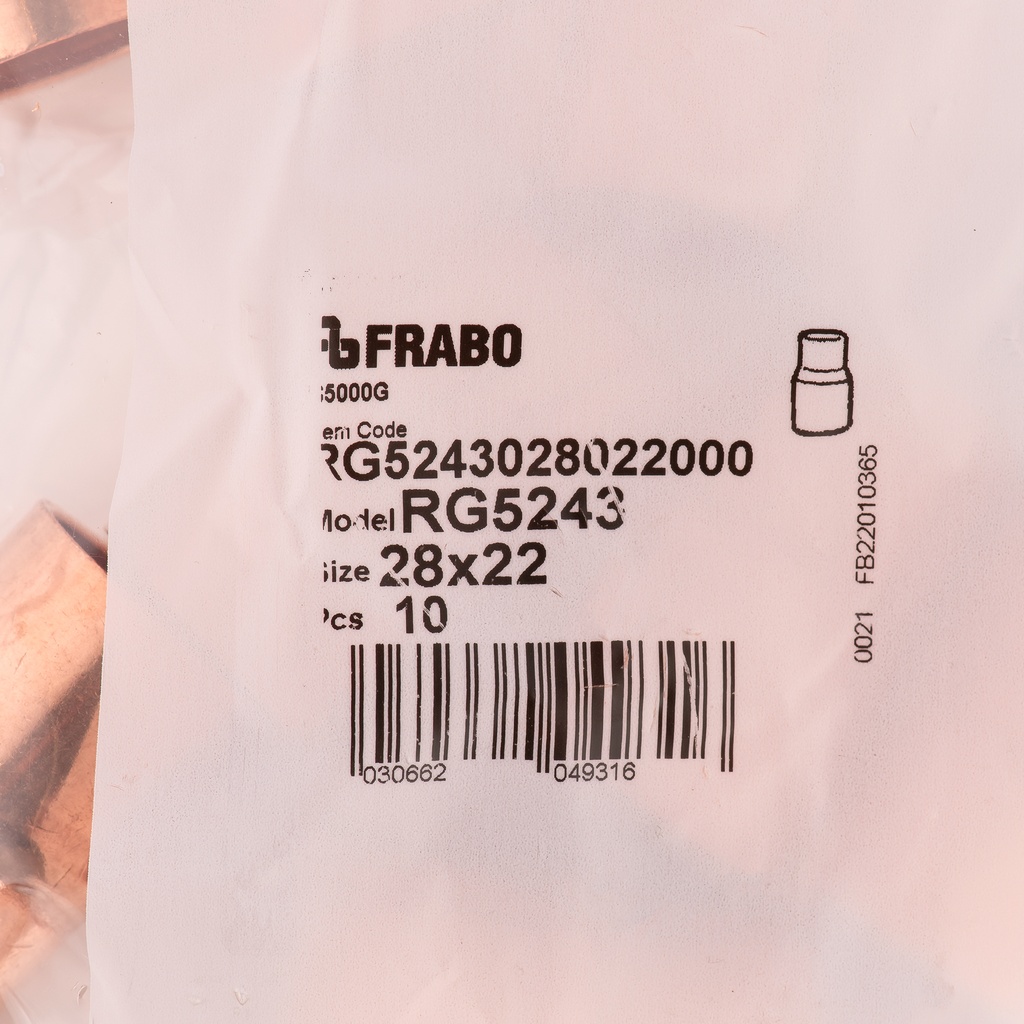 FRABO
5000G
em Code
RG5243028022000
Model RG5243
Size 28x22
Pcs 10
030662 049316
0021 FB22010365